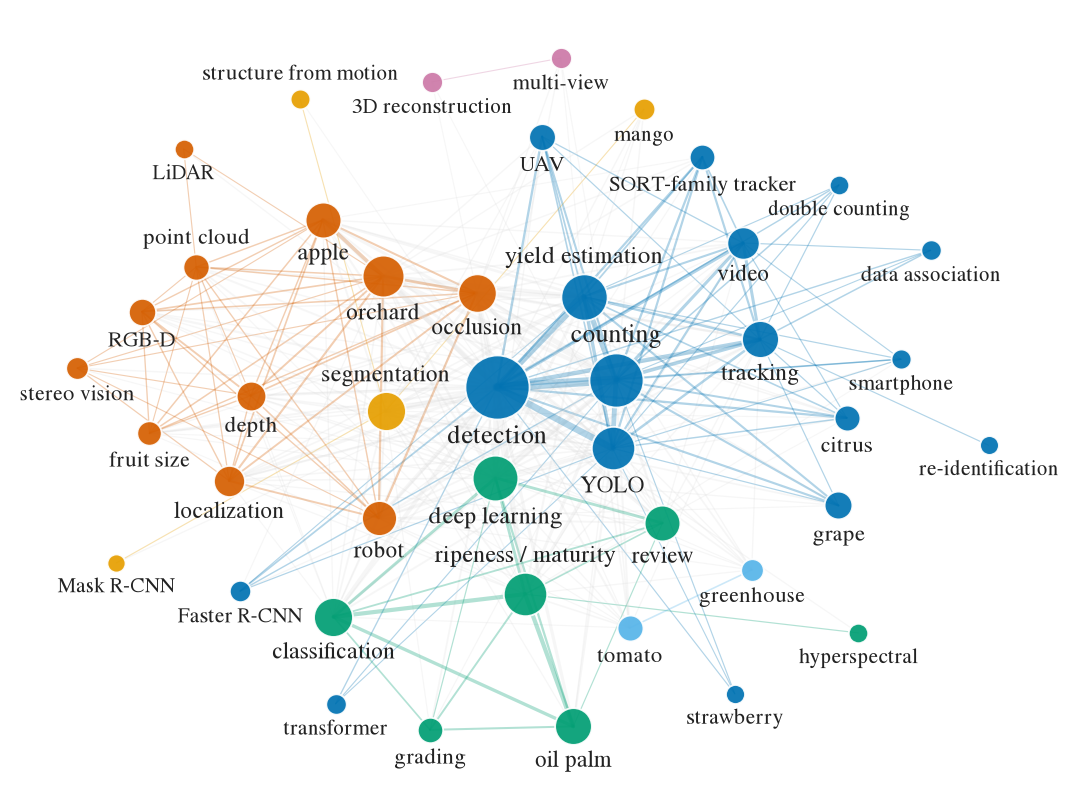 structure from motion
multi-view
3D reconstruction
mango
UAV
LiDAR
SORT-family tracker
double counting
point cloud
apple
yield estimation
video
data association
orchard
occlusion
counting
RGB-D
segmentation
tracking
smartphone
stereo vision
depth
detection
citrus
fruit size
re-identification
YOLO
localization
deep learning
grape
robot
ripeness / maturity
review
Mask R-CNN
greenhouse
Faster R-CNN
classification
tomato
hyperspectral
strawberry
transformer
grading
oil palm